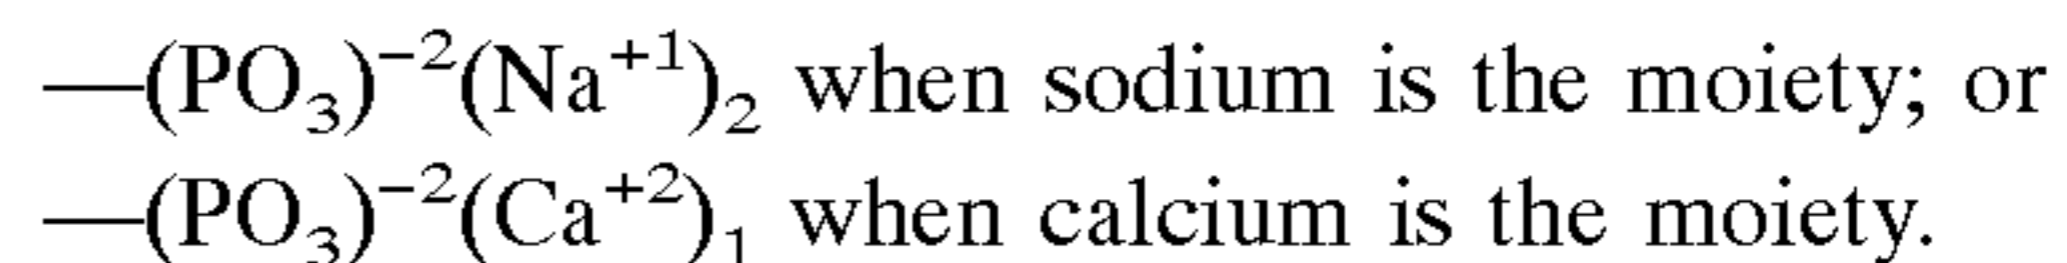 —(PO₃)⁻²(Na⁺¹)₂ when sodium is the moiety; or
—(PO₃)⁻²(Ca⁺²)₁ when calcium is the moiety.